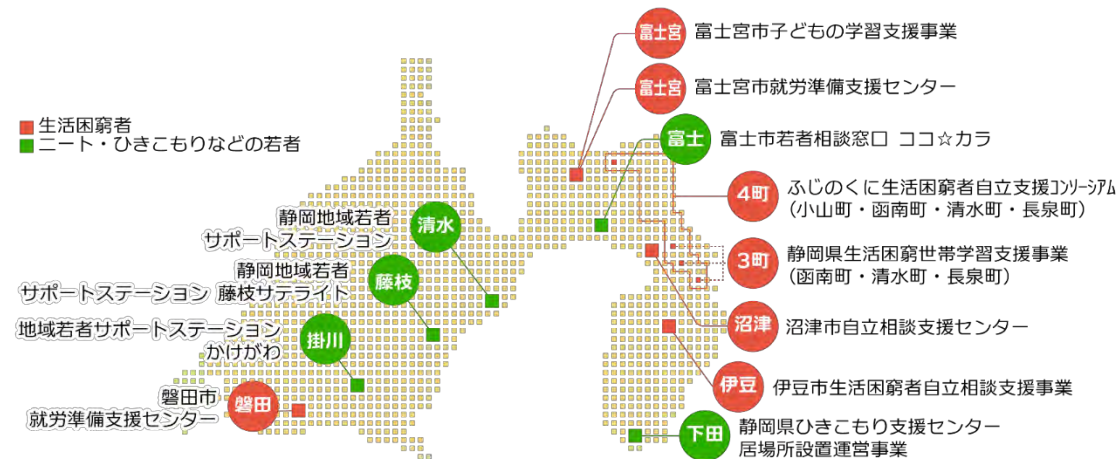 富士宮
富士宮市子どもの学習支援事業
富士宮
富士宮市就労準備支援センター
生活困窮者
ニート・ひきこもりなどの若者
富士
富士市若者相談窓口 ココ☆カラ
4町
ふじのくに生活困窮者自立支援コンソーシアム
(小山町・函南町・清水町・長泉町)
静岡地域若者
サポートステーション
清水
3町
静岡県生活困窮世帯学習支援事業
(函南町・清水町・長泉町)
静岡地域若者
サポートステーション 藤枝サテライト
藤枝
沼津
沼津市自立相談支援センター
地域若者サポートステーション
かけがわ
掛川
伊豆
伊豆市生活困窮者自立相談支援事業
磐田市
就労準備支援センター
磐田
下田
静岡県ひきこもり支援センター
居場所設置運営事業